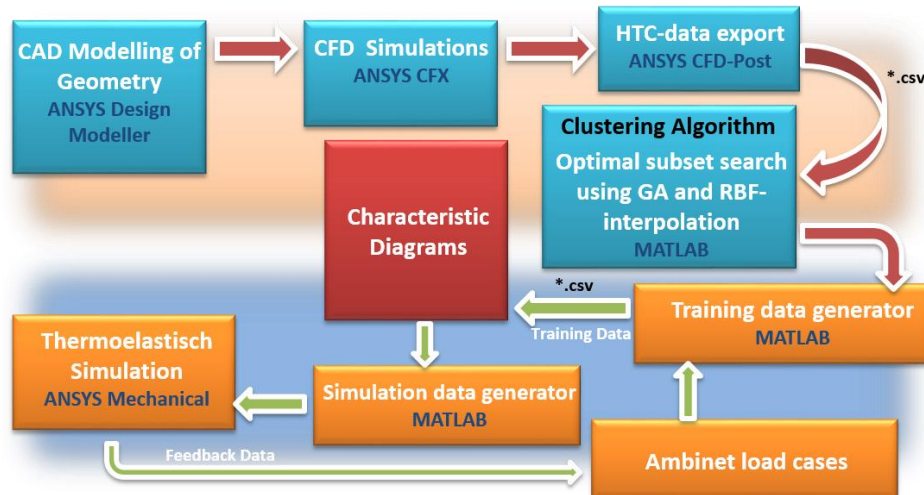 CAD Modelling of
Geometry
ANSYS Design
Modeller
CFD Simulations
ANSYS CFX
HTC-data export
ANSYS CFD-Post
*.csv
Clustering Algorithm
Optimal subset search
using GA and RBF-
interpolation
MATLAB
Characteristic
Diagrams
*.csv
Training Data
Training data generator
MATLAB
Thermoelastisch
Simulation
ANSYS Mechanical
Simulation data generator
MATLAB
Feedback Data
Ambinet load cases